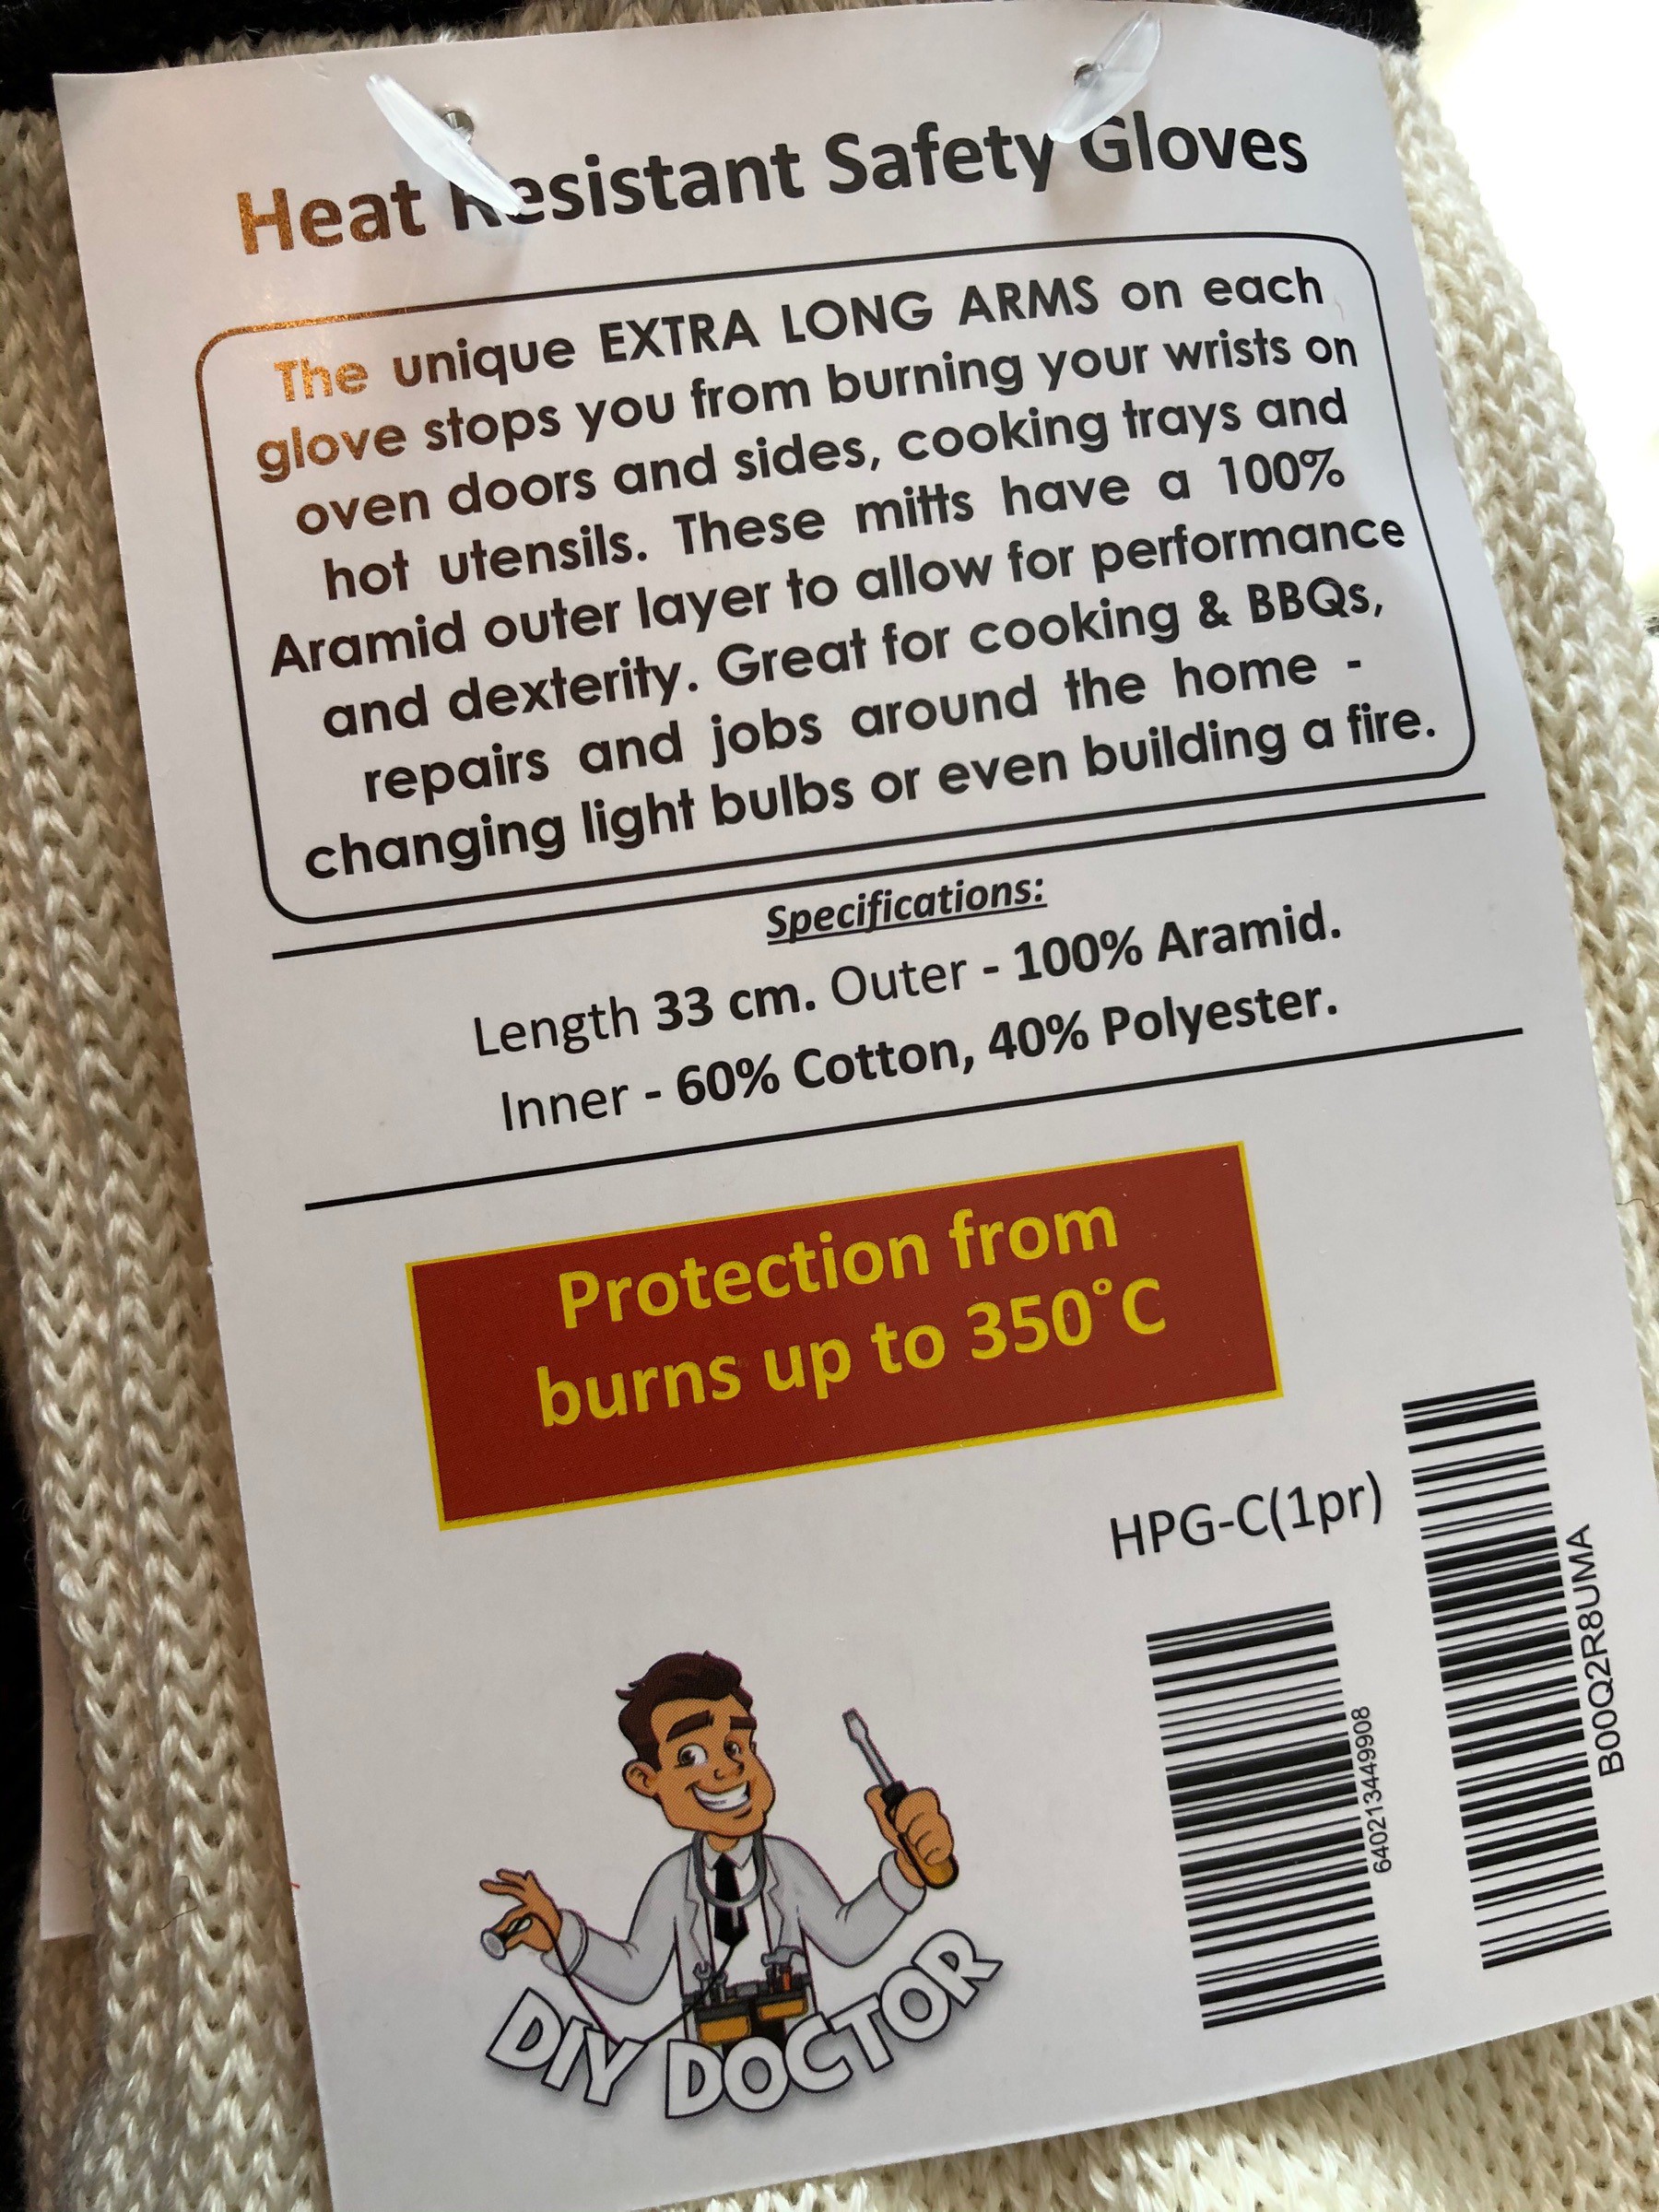 Heat Resistant Safety Gloves
The unique EXTRA LONG ARMS on each
glove stops you from burning your wrists on
oven doors and sides, cooking trays and
hot utensils. These mitts have a 100%
Aramid outer layer to allow for performance
and dexterity. Great for cooking & BBQs,
repairs and jobs around the home -
changing light bulbs or even building a fire.
Specifications:
Length 33 cm. Outer - 100% Aramid.
Inner - 60% Cotton, 40% Polyester.
Protection from
burns up to 350°C
HPG-C(1pr)
640213449908
B00Q2R8UMA
DIY DOCTOR